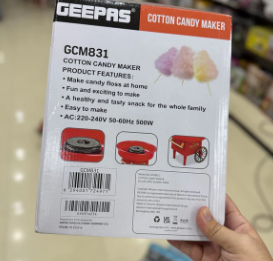 GEEPAS
COTTON CANDY MAKER
GCM831
COTTON CANDY MAKER
PRODUCT FEATURES:
• Make candy floss at home
• Fun and exciting to make
• A healthy and tasty snack for the whole family
• Easy to make
• AC:220-240V 50-60Hz 500W
GCM831